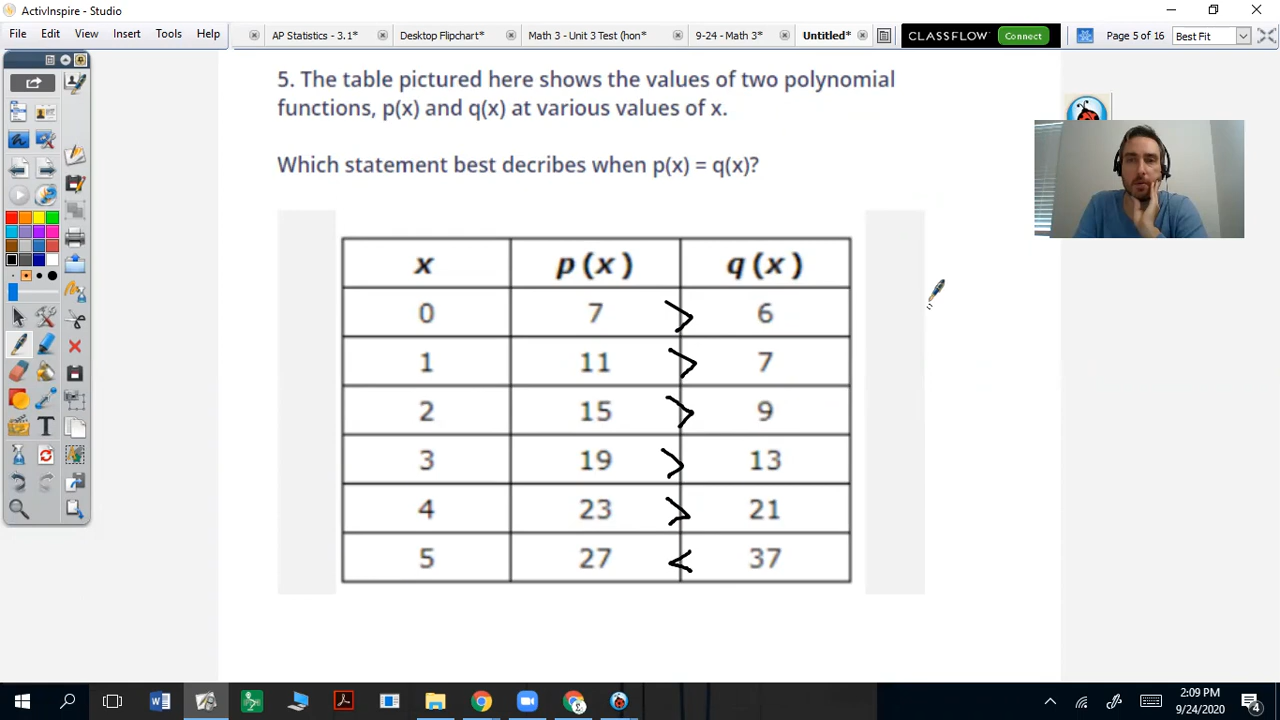 ActivInspire - Studio
File Edit View Insert Tools Help
AP Statistics - 3.1* Desktop Flipchart* Math 3 - Unit 3 Test (hon* 9-24 - Math 3* Untitled* CLASSFLOW Connect Page 5 of 16 Best Fit
5. The table pictured here shows the values of two polynomial
functions, p(x) and q(x) at various values of x.
Which statement best decribes when p(x) = q(x)?
x p(x) q(x)
0 7 > 6
1 11 > 7
2 15 > 9
3 19 > 13
4 23 > 21
5 27 < 37
2:09 PM
9/24/2020
4